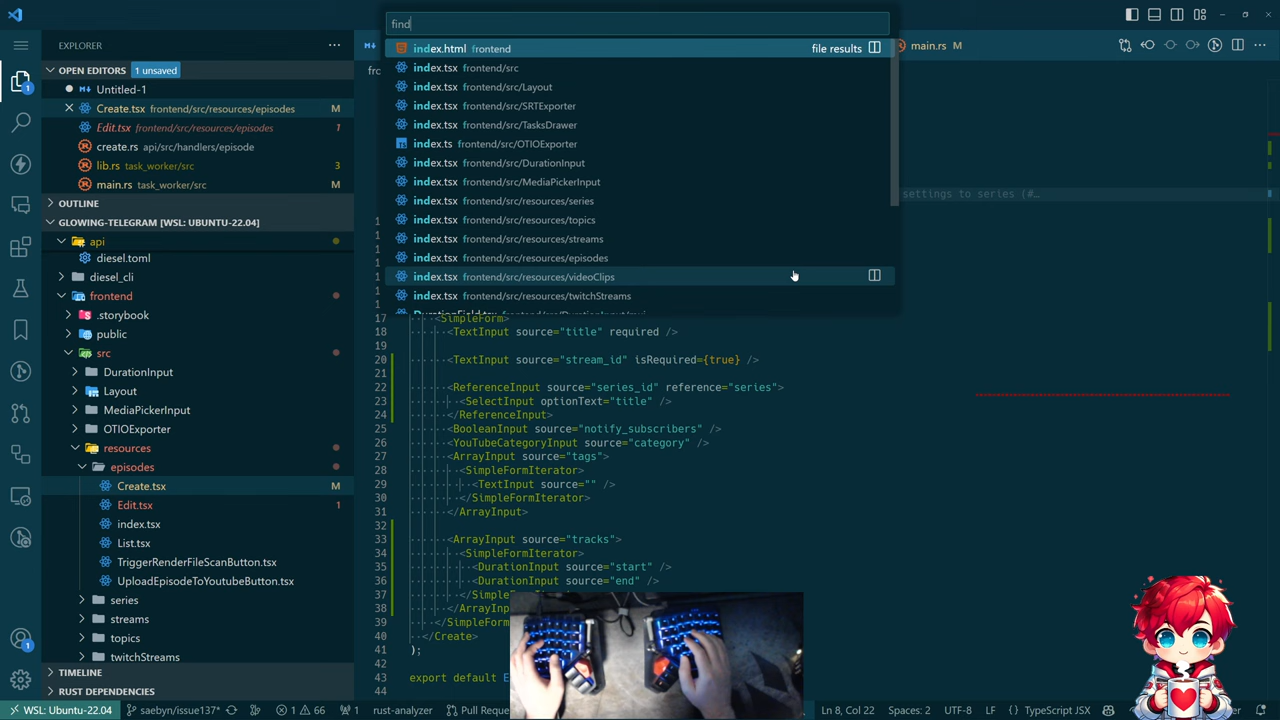 find
index.html frontend file results
index.tsx frontend/src
index.tsx frontend/src/Layout
index.tsx frontend/src/SRTExporter
index.tsx frontend/src/TasksDrawer
index.ts frontend/src/OTIOExporter
index.tsx frontend/src/DurationInput
index.tsx frontend/src/MediaPickerInput
index.tsx frontend/src/resources/series
index.tsx frontend/src/resources/topics
index.tsx frontend/src/resources/streams
index.tsx frontend/src/resources/episodes
index.tsx frontend/src/resources/videoClips
index.tsx frontend/src/resources/twitchStreams
main.rs M
EXPLORER
OPEN EDITORS 1 unsaved
Untitled-1
Create.tsx frontend/src/resources/episodes M
Edit.tsx frontend/src/resources/episodes 1
create.rs api/src/handlers/episode
lib.rs task_worker/src 3
main.rs task_worker/src M
OUTLINE
GLOWING-TELEGRAM [WSL: UBUNTU-22.04]
api
diesel.toml
diesel_cli
frontend
.storybook
public
src
DurationInput
Layout
MediaPickerInput
OTIOExporter
resources
episodes
Create.tsx M
Edit.tsx 1
index.tsx
List.tsx
TriggerRenderFileScanButton.tsx
UploadEpisodeToYoutubeButton.tsx
series
streams
topics
twitchStreams
TIMELINE
RUST DEPENDENCIES
settings to series (#…
17 <SimpleForm>
18 <TextInput source="title" required />
19
20 <TextInput source="stream_id" isRequired={true} />
21
22 <ReferenceInput source="series_id" reference="series">
23 <SelectInput optionText="title" />
24 </ReferenceInput>
25 <BooleanInput source="notify_subscribers" />
26 <YouTubeCategoryInput source="category" />
27 <ArrayInput source="tags">
28 <SimpleFormIterator>
29 <TextInput source="" />
30 </SimpleFormIterator>
31 </ArrayInput>
32
33 <ArrayInput source="tracks">
34 <SimpleFormIterator>
35 <DurationInput source="start" />
36 <DurationInput source="end" />
37
38
39
40 </Create>
41 );
42
43 export default
44
WSL: Ubuntu-22.04 saebyn/issue137* 1 66 1 rust-analyzer Ln 8, Col 22 Spaces: 2 UTF-8 LF TypeScript JSX